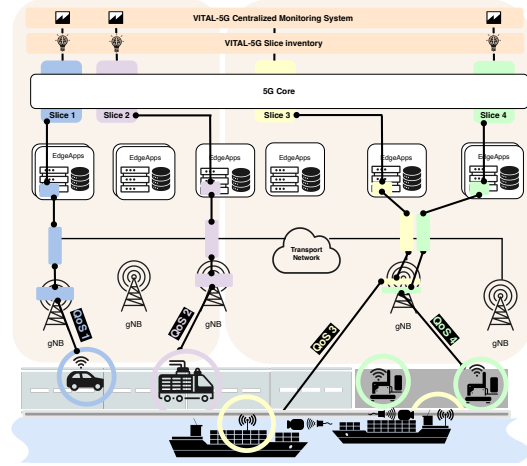 VITAL-5G Centralized Monitoring System
VITAL-5G Slice inventory
5G Core
Slice 1
Slice 2
Slice 3
Slice 4
EdgeApps
EdgeApps
EdgeApps
EdgeApps
EdgeApps
EdgeApps
Transport
Network
gNB
gNB
gNB
gNB
gNB
QoS 1
QoS 2
QoS 3
QoS 4